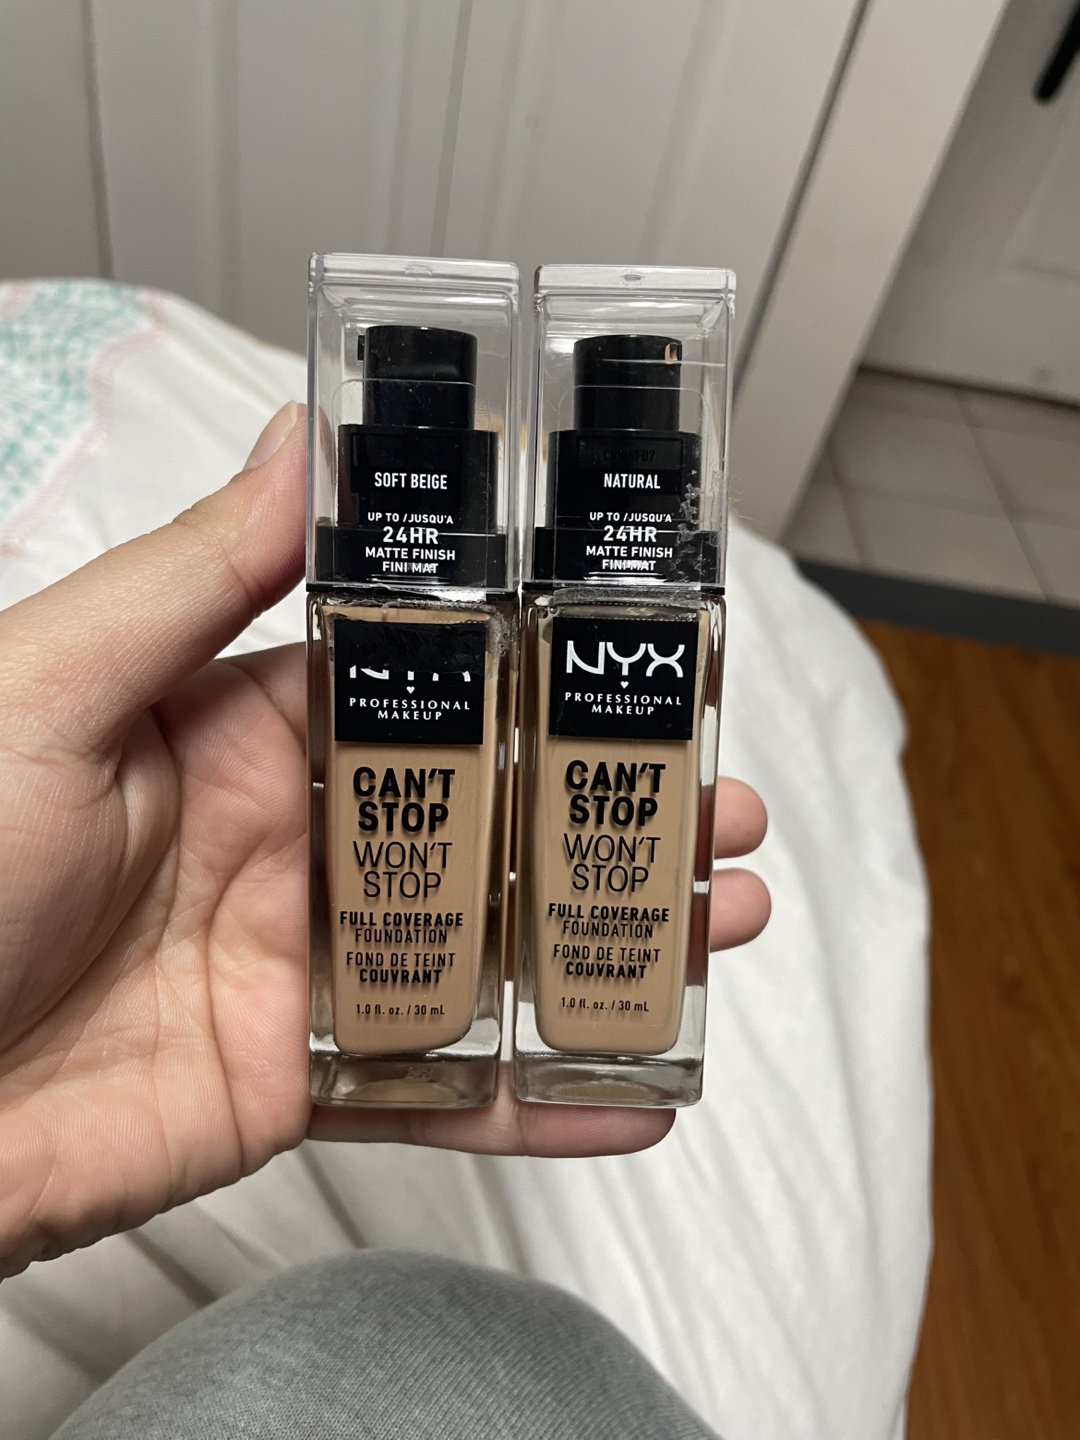 SOFT BEIGE
UP TO / JUSQU'A
24HR
MATTE FINISH
FINI MAT
PROFESSIONAL
MAKEUP
CAN'T
STOP
WON'T
STOP
FULL COVERAGE
FOUNDATION
FOND DE TEINT
COUVRANT
1.0 fl. oz. / 30 mL
NATURAL
UP TO / JUSQU'A
24HR
MATTE FINISH
FINI MAT
NYX
PROFESSIONAL
MAKEUP
CAN'T
STOP
WON'T
STOP
FULL COVERAGE
FOUNDATION
FOND DE TEINT
COUVRANT
1.0 fl. oz. / 30 mL